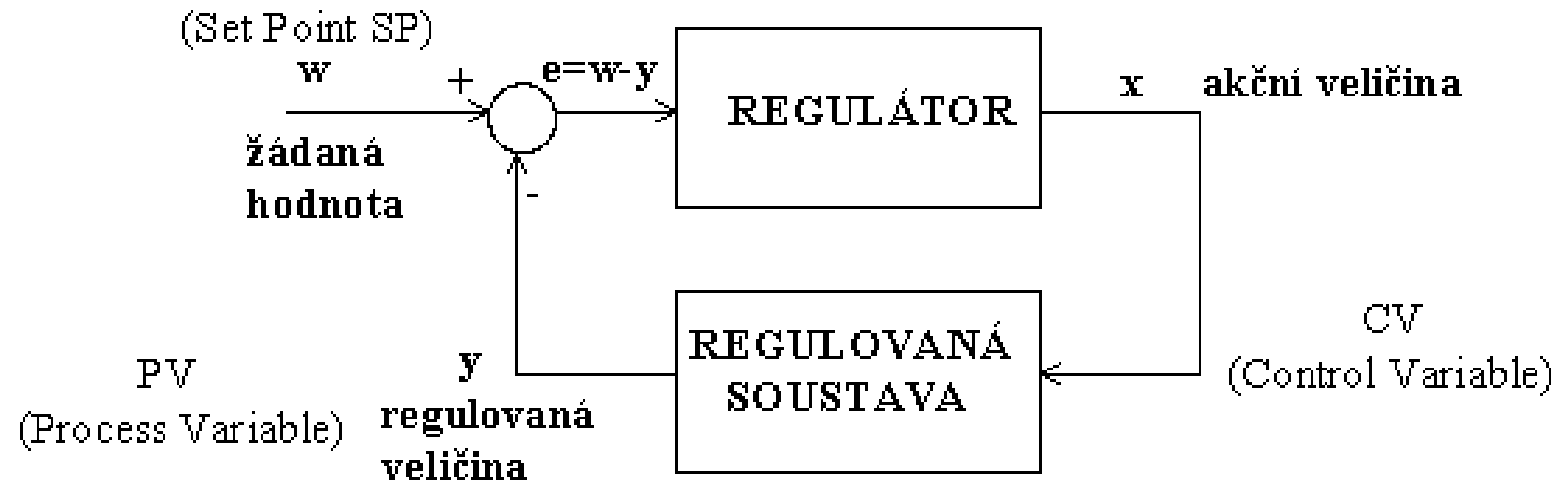 (Set Point SP)
w
+
e=w-y
REGULÁTOR
x akční veličina
žádaná
hodnota
-
REGULOVANÁ
SOUSTAVA
CV
(Control Variable)
PV
(Process Variable)
y
regulovaná
veličina